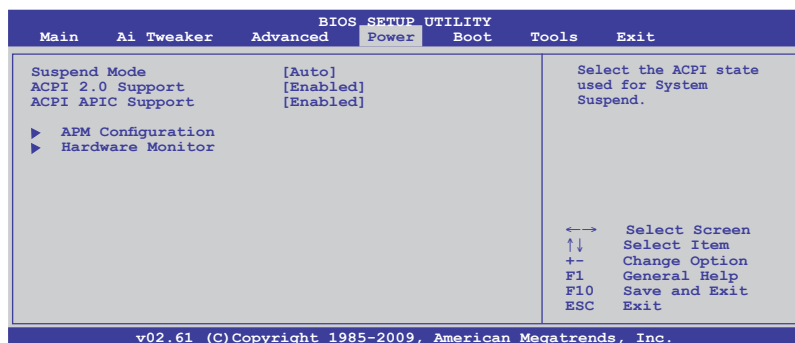 BIOS SETUP UTILITY
Main Ai Tweaker Advanced Power Boot Tools Exit
Suspend Mode [Auto]
ACPI 2.0 Support [Enabled]
ACPI APIC Support [Enabled]
▶ APM Configuration
▶ Hardware Monitor
Select the ACPI state
used for System
Suspend.
←→ Select Screen
↑↓ Select Item
+- Change Option
F1 General Help
F10 Save and Exit
ESC Exit
v02.61 (C)Copyright 1985-2009, American Megatrends, Inc.